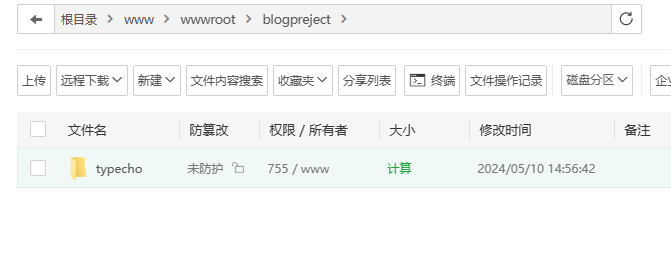 根目录 > www > wwwroot > blogpreject >
上传 远程下载 新建 文件内容搜索 收藏夹 分享列表 终端 文件操作记录 磁盘分区 企
文件名 防篡改 权限 / 所有者 大小 修改时间 备注
typecho 未防护 755 / www 计算 2024/05/10 14:56:42